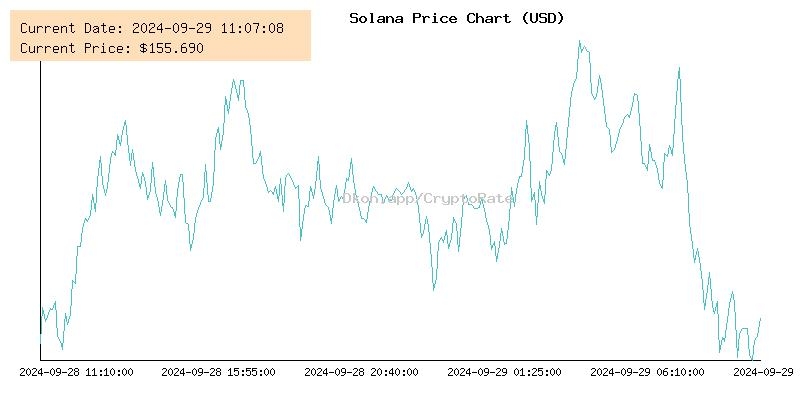 Solana Price Chart (USD)
Current Date: 2024-09-29 11:07:08
Current Price: $155.690
2024-09-28 11:10:00
2024-09-28 15:55:00
2024-09-28 20:40:00
2024-09-29 01:25:00
2024-09-29 06:10:00
2024-09-29